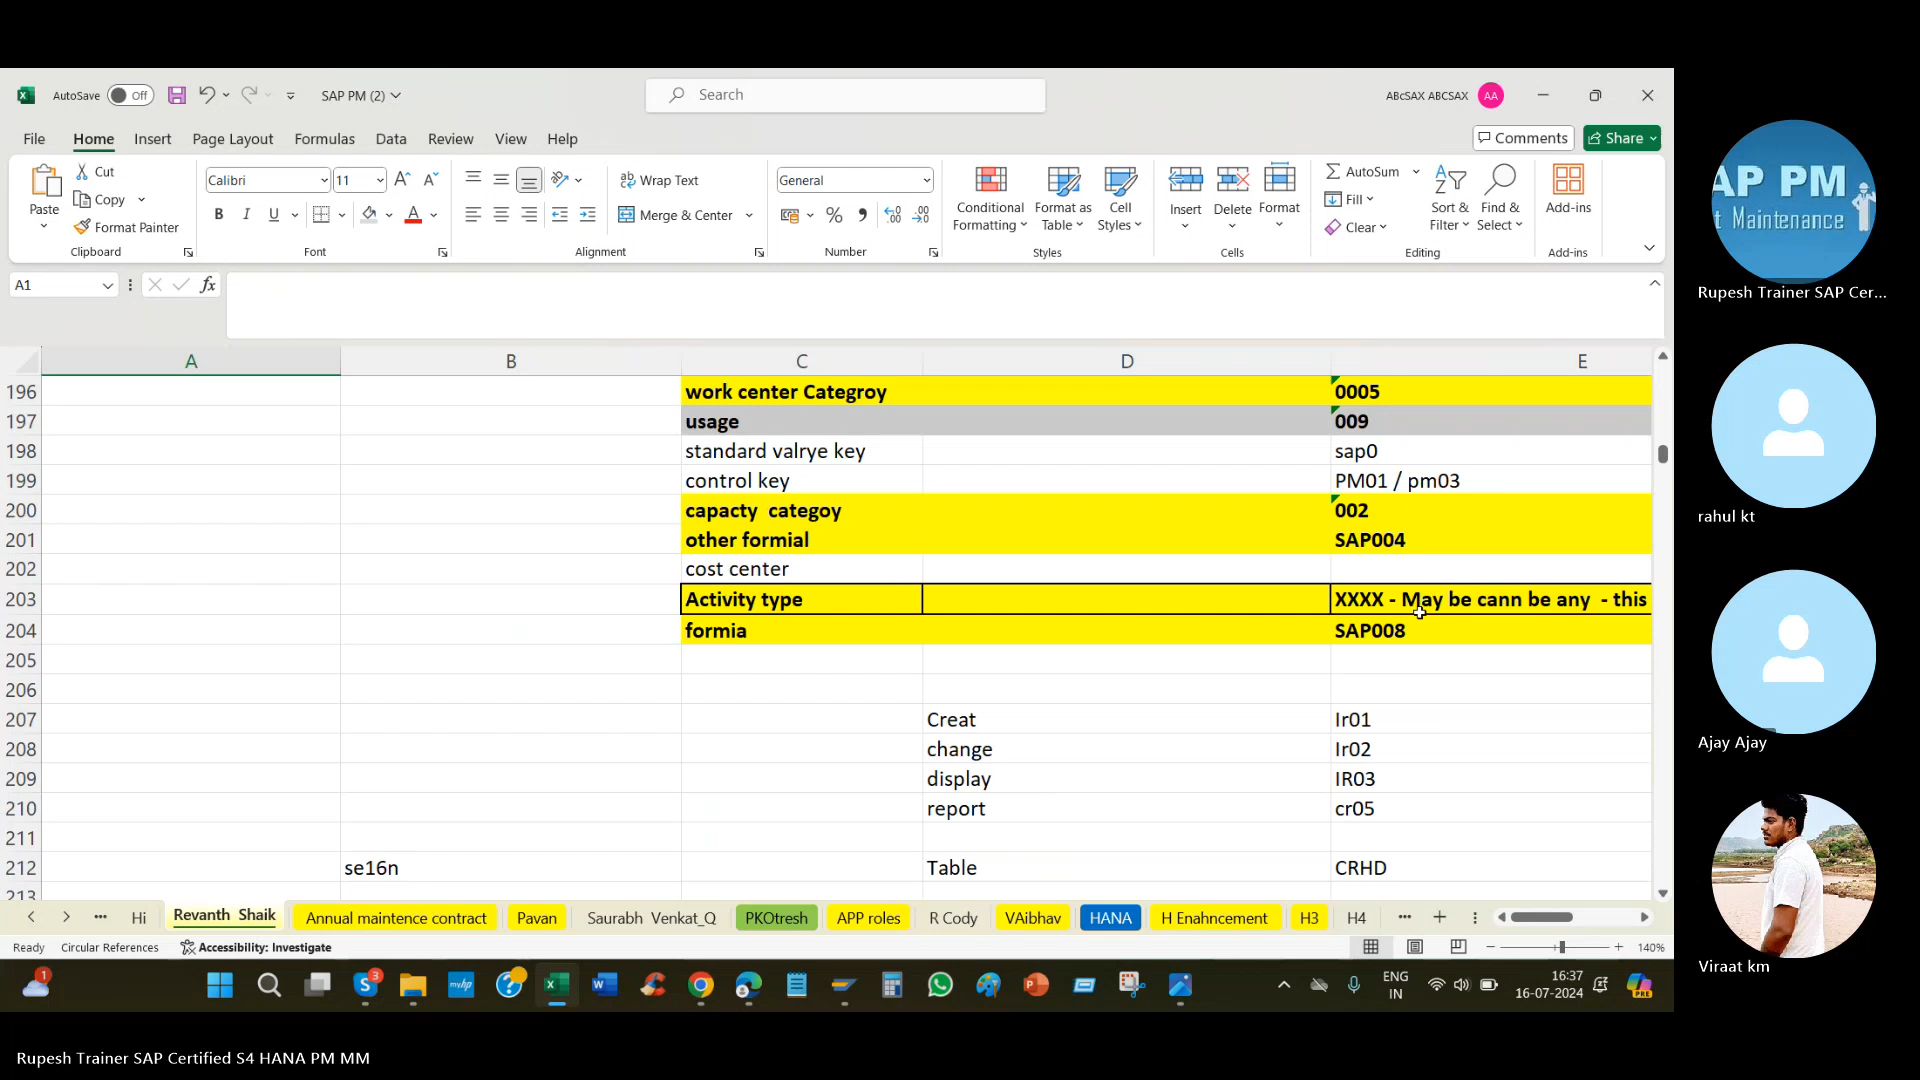 AutoSave Off SAP PM (2) Search ABcSAX ABCSAX AA
File Home Insert Page Layout Formulas Data Review View Help Comments Share
Paste Cut Copy Format Painter Clipboard
Calibri 11 B I U Font
Wrap Text Merge & Center Alignment
General Number
Conditional Formatting Format as Table Cell Styles Styles
Insert Delete Format Cells
AutoSum Fill Clear Sort & Filter Find & Select Editing
Add-ins Add-ins
A1 fx
A B C D E
196 work center Categroy 0005
197 usage 009
198 standard valrye key sap0
199 control key PM01 / pm03
200 capacty categoy 002
201 other formial SAP004
202 cost center
203 Activity type XXXX - May be cann be any - this
204 formia SAP008
205
206
207 Creat Ir01
208 change Ir02
209 display IR03
210 report cr05
211
212 se16n Table CRHD
213
Hi Revanth Shaik Annual maintence contract Pavan Saurabh Venkat_Q PKOtresh APP roles R Cody VAibhav HANA H Enahncement H3 H4
Ready Circular References Accessibility: Investigate 140%
1 3 ENG IN 16:37 16-07-2024 PRE
AP PM
t Maintenance
Rupesh Trainer SAP Cer...
rahul kt
Ajay Ajay
Viraat km
Rupesh Trainer SAP Certified S4 HANA PM MM